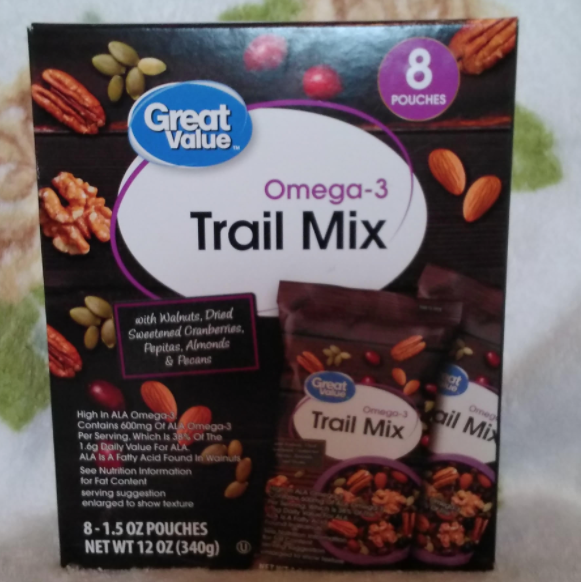 8
POUCHES
Great
Value™
Omega-3
Trail Mix
with Walnuts, Dried
Sweetened Cranberries,
Pepitas, Almonds
& Pecans
High in ALA Omega-3.
Contains 600mg Of ALA Omega-3
Per Serving, Which Is 38% Of The
1.6g Daily Value For ALA.
ALA Is A Fatty Acid Found In Walnuts.
See Nutrition Information
for Fat Content
serving suggestion
enlarged to show texture
8 - 1.5 OZ POUCHES
NET WT 12 OZ (340g)
U
Great
Value
Omega-3
Trail Mix
Omega
ail Mix